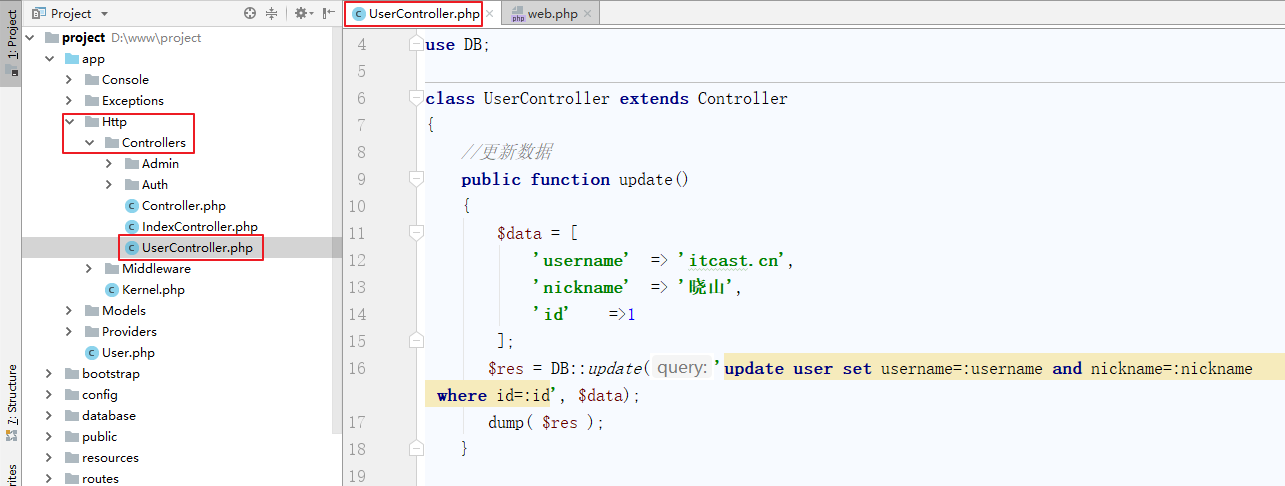 1: Project
7: Structure
rites
Project
project D:\www\project
app
Console
Exceptions
Http
Controllers
Admin
Auth
Controller.php
IndexController.php
UserController.php
Middleware
Kernel.php
Models
Providers
User.php
bootstrap
config
database
public
resources
routes
UserController.php
php web.php
4 use DB;
5
6 class UserController extends Controller
7 {
8 //更新数据
9 public function update()
10 {
11 $data = [
12 'username' => 'itcast.cn',
13 'nickname' => '晓山',
14 'id' =>1
15 ];
16 $res = DB::update( query: 'update user set username=:username and nickname=:nickname
where id=:id', $data);
17 dump( $res );
18 }
19